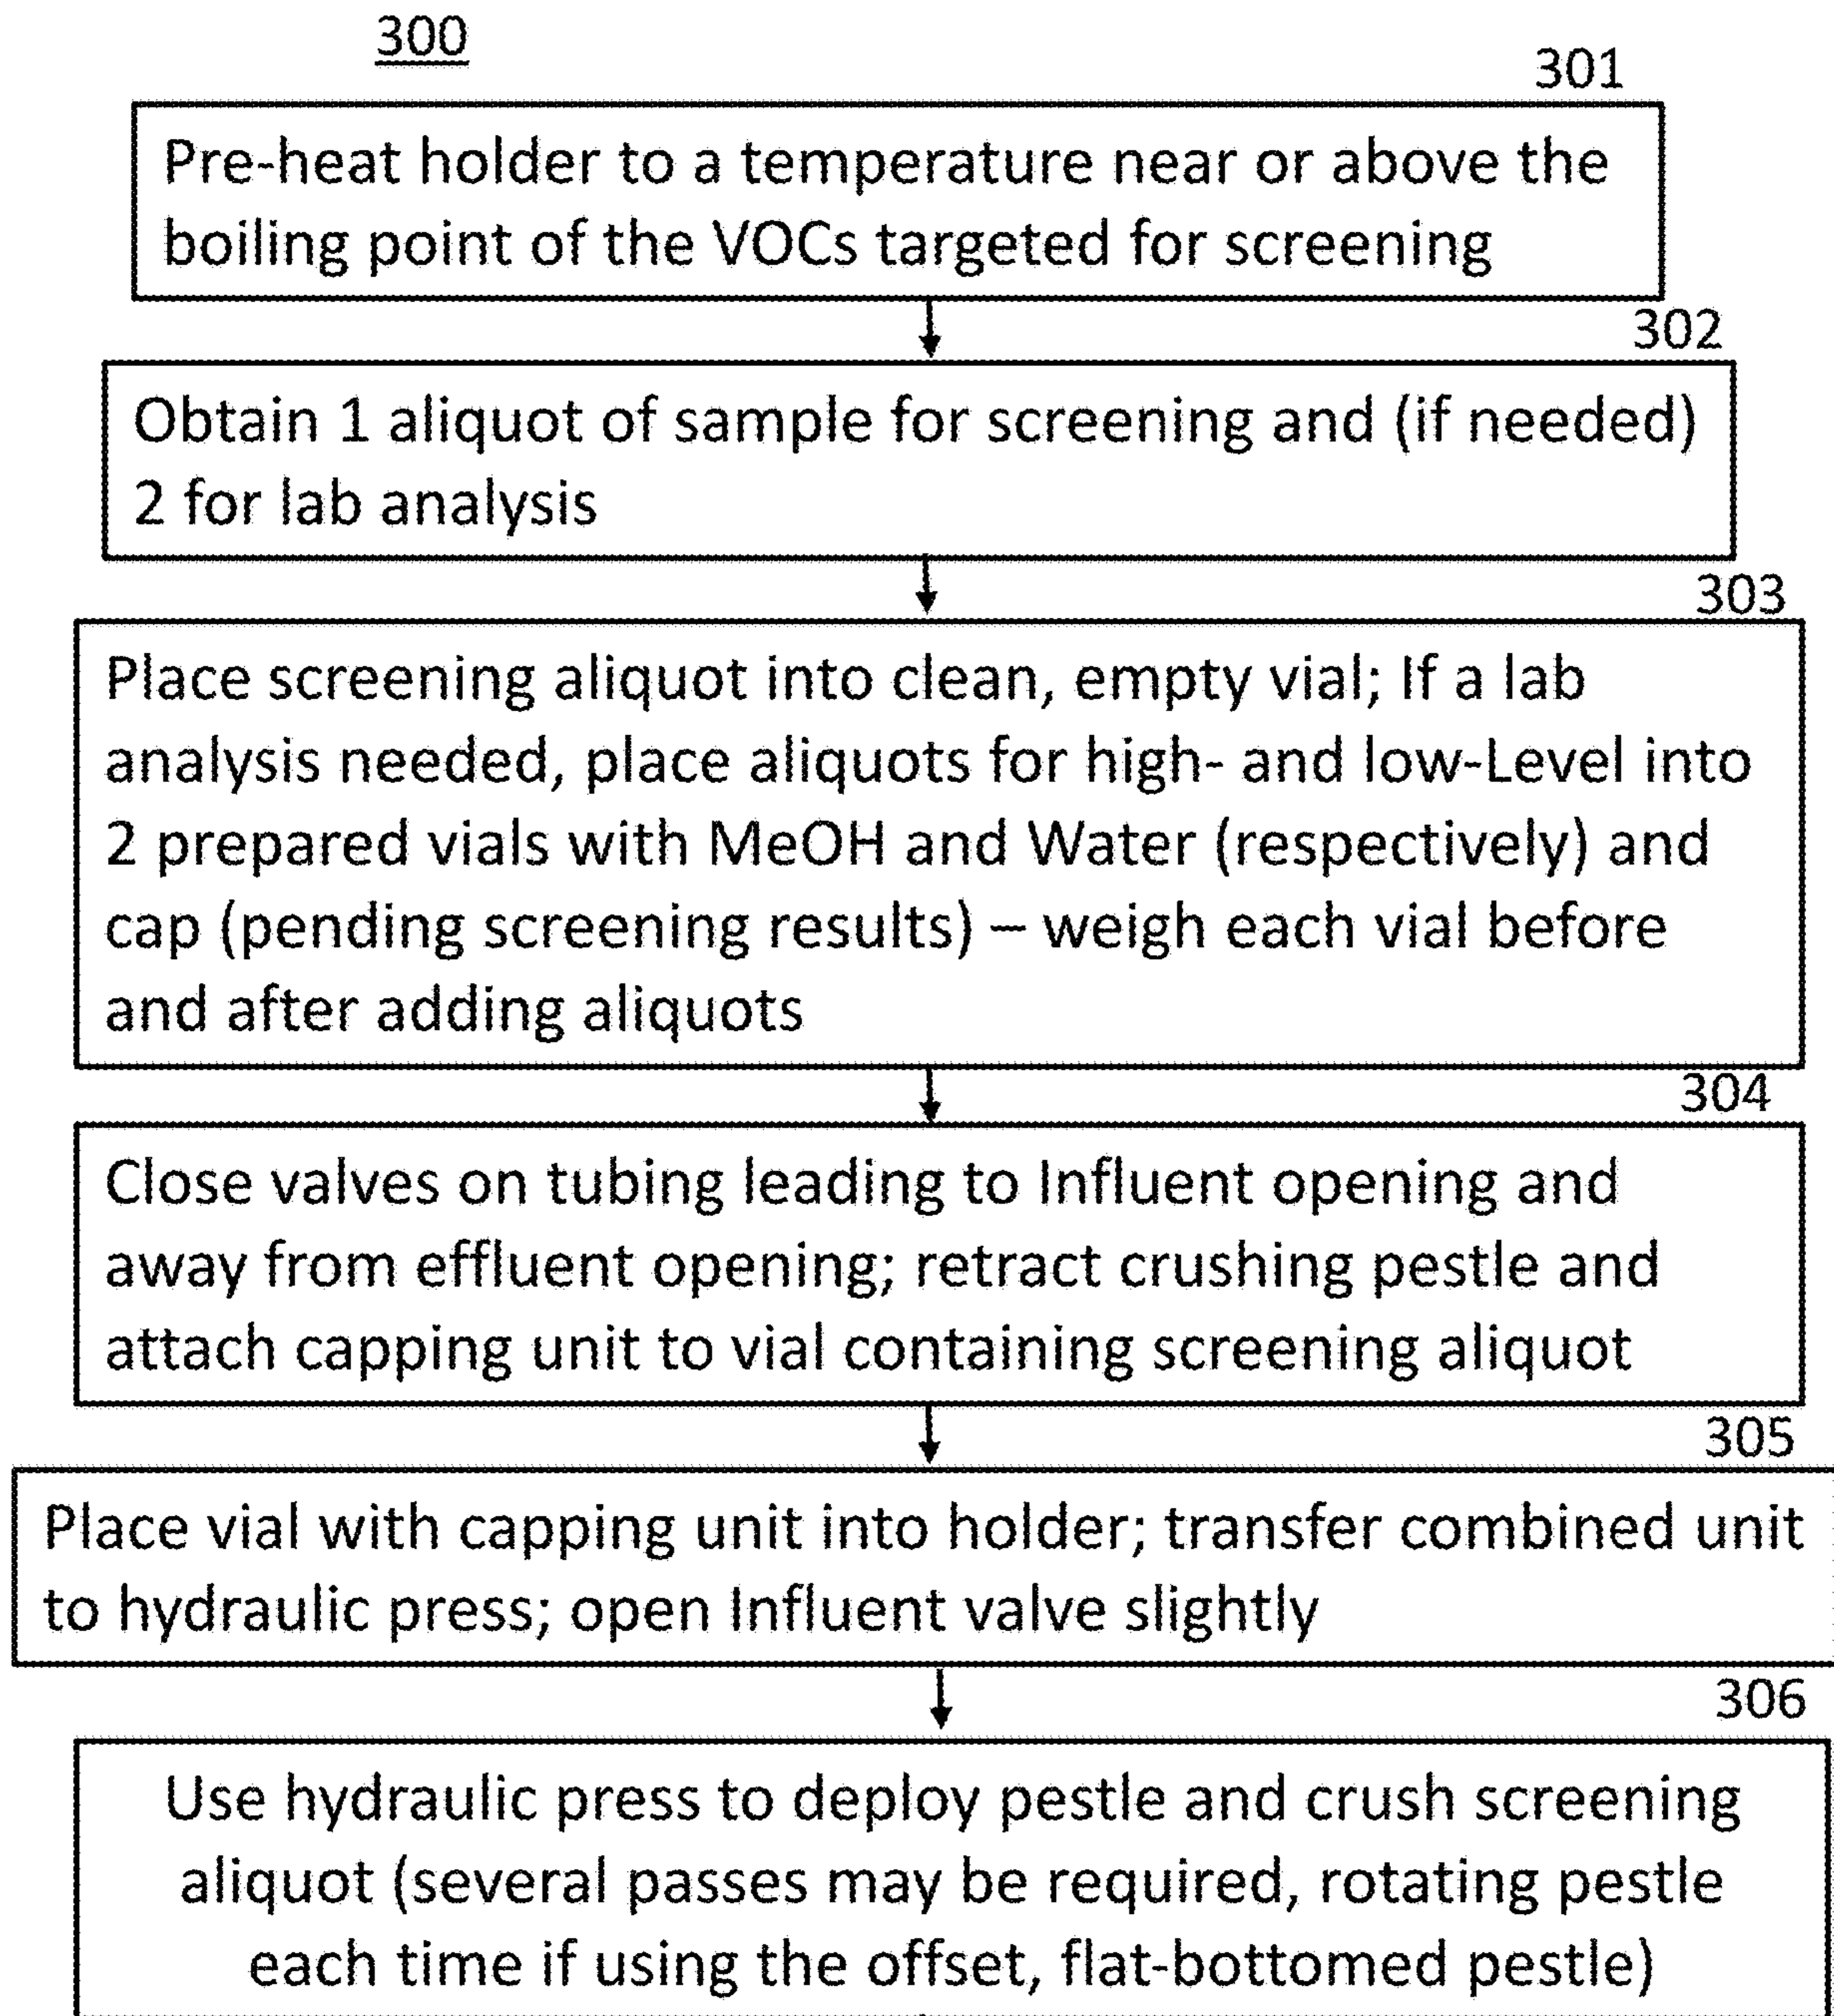 300
301
Pre-heat holder to a temperature near or above the
boiling point of the VOCs targeted for screening
302
Obtain 1 aliquot of sample for screening and (if needed)
2 for lab analysis
303
Place screening aliquot into clean, empty vial; If a lab
analysis needed, place aliquots for high- and low-Level into
2 prepared vials with MeOH and Water (respectively) and
cap (pending screening results) – weigh each vial before
and after adding aliquots
304
Close valves on tubing leading to Influent opening and
away from effluent opening; retract crushing pestle and
attach capping unit to vial containing screening aliquot
305
Place vial with capping unit into holder; transfer combined unit
to hydraulic press; open Influent valve slightly
306
Use hydraulic press to deploy pestle and crush screening
aliquot (several passes may be required, rotating pestle
each time if using the offset, flat-bottomed pestle)